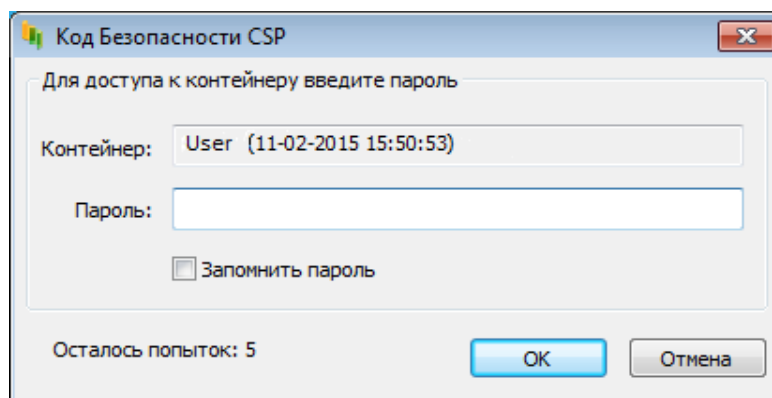 Код Безопасности CSP
Для доступа к контейнеру введите пароль
Контейнер: User (11-02-2015 15:50:53)
Пароль:
Запомнить пароль
Осталось попыток: 5 OK Отмена